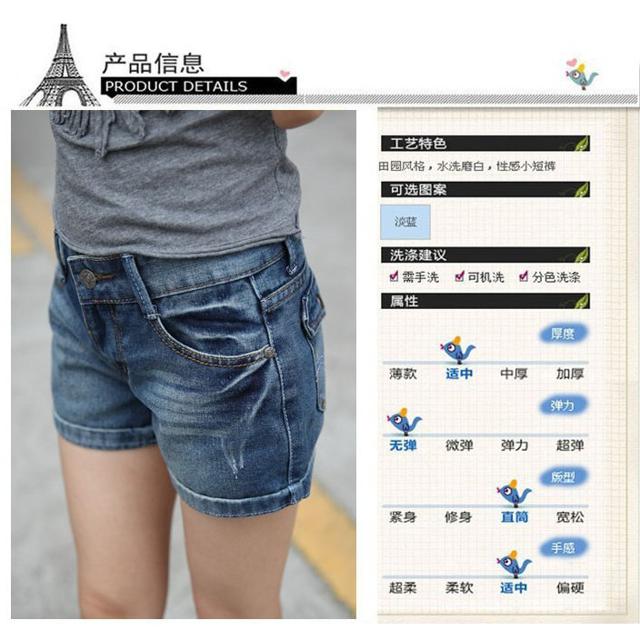 产品信息
PRODUCT DETAILS
工艺特色
田园风格，水洗磨白，性感小短裤
可选图案
淡蓝
洗涤建议
需手洗 可机洗 分色洗涤
属性
厚度
薄款 适中 中厚 加厚
弹力
无弹 微弹 弹力 超弹
版型
紧身 修身 直筒 宽松
手感
超柔 柔软 适中 偏硬